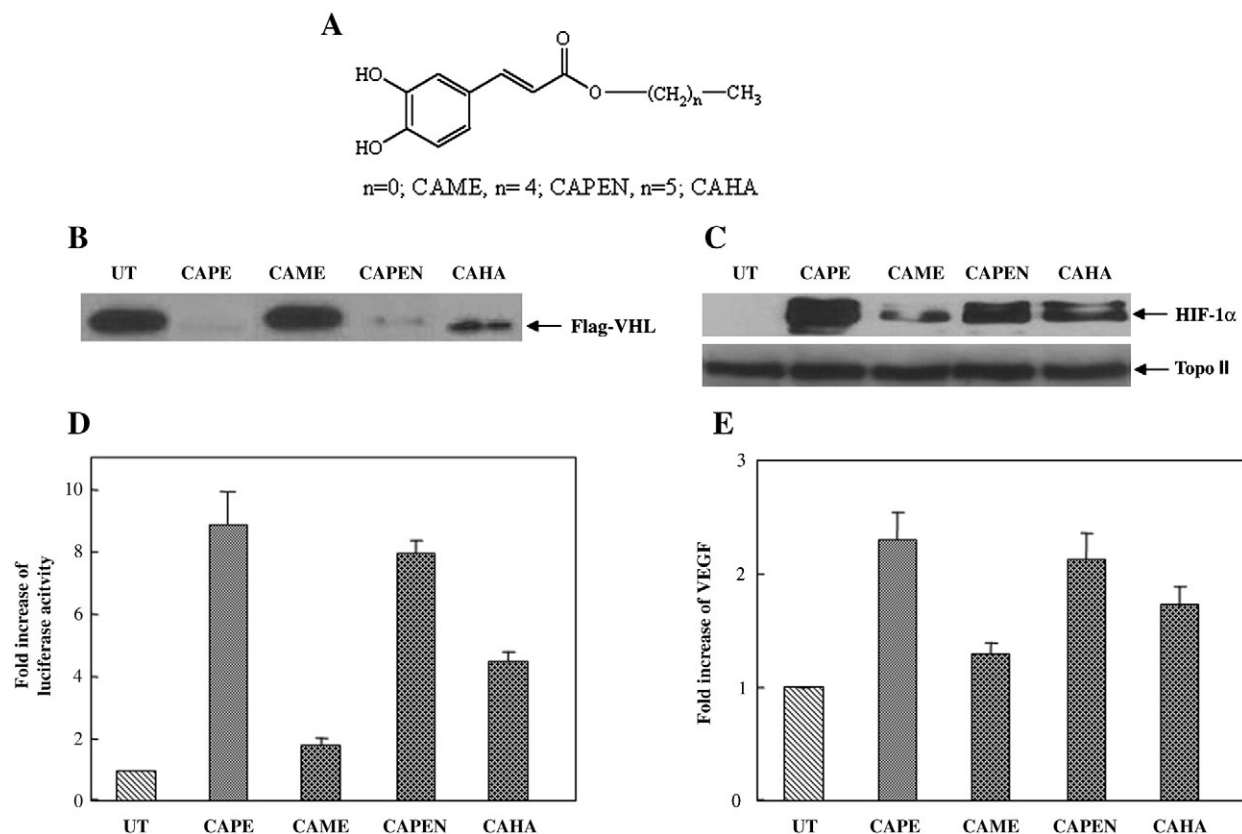 A
O
HO
O
(CH2)n
CH3
HO
n=0; CAME, n= 4; CAPEN, n=5; CAHA
B
UT CAPE CAME CAPEN CAHA
Flag-VHL
C
UT CAPE CAME CAPEN CAHA
HIF-1α
Topo II
D
Fold increase of
luciferase acitvity
10
8
6
4
2
0
UT CAPE CAME CAPEN CAHA
E
Fold increase of VEGF
3
2
1
0
UT CAPE CAME CAPEN CAHA